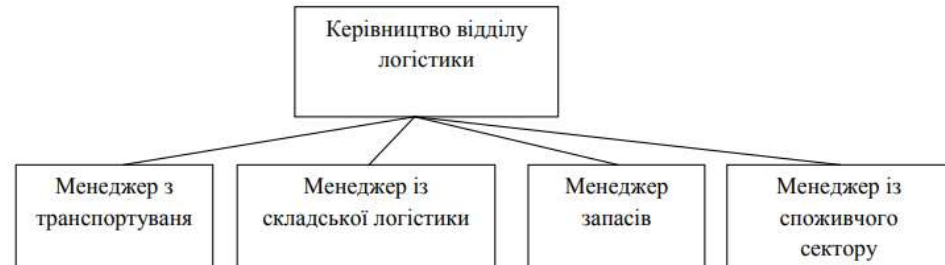 Керівництво відділу
логістики
Менеджер з
транспортуваня
Менеджер із
складської логістики
Менеджер
запасів
Менеджер із
споживчого
сектору